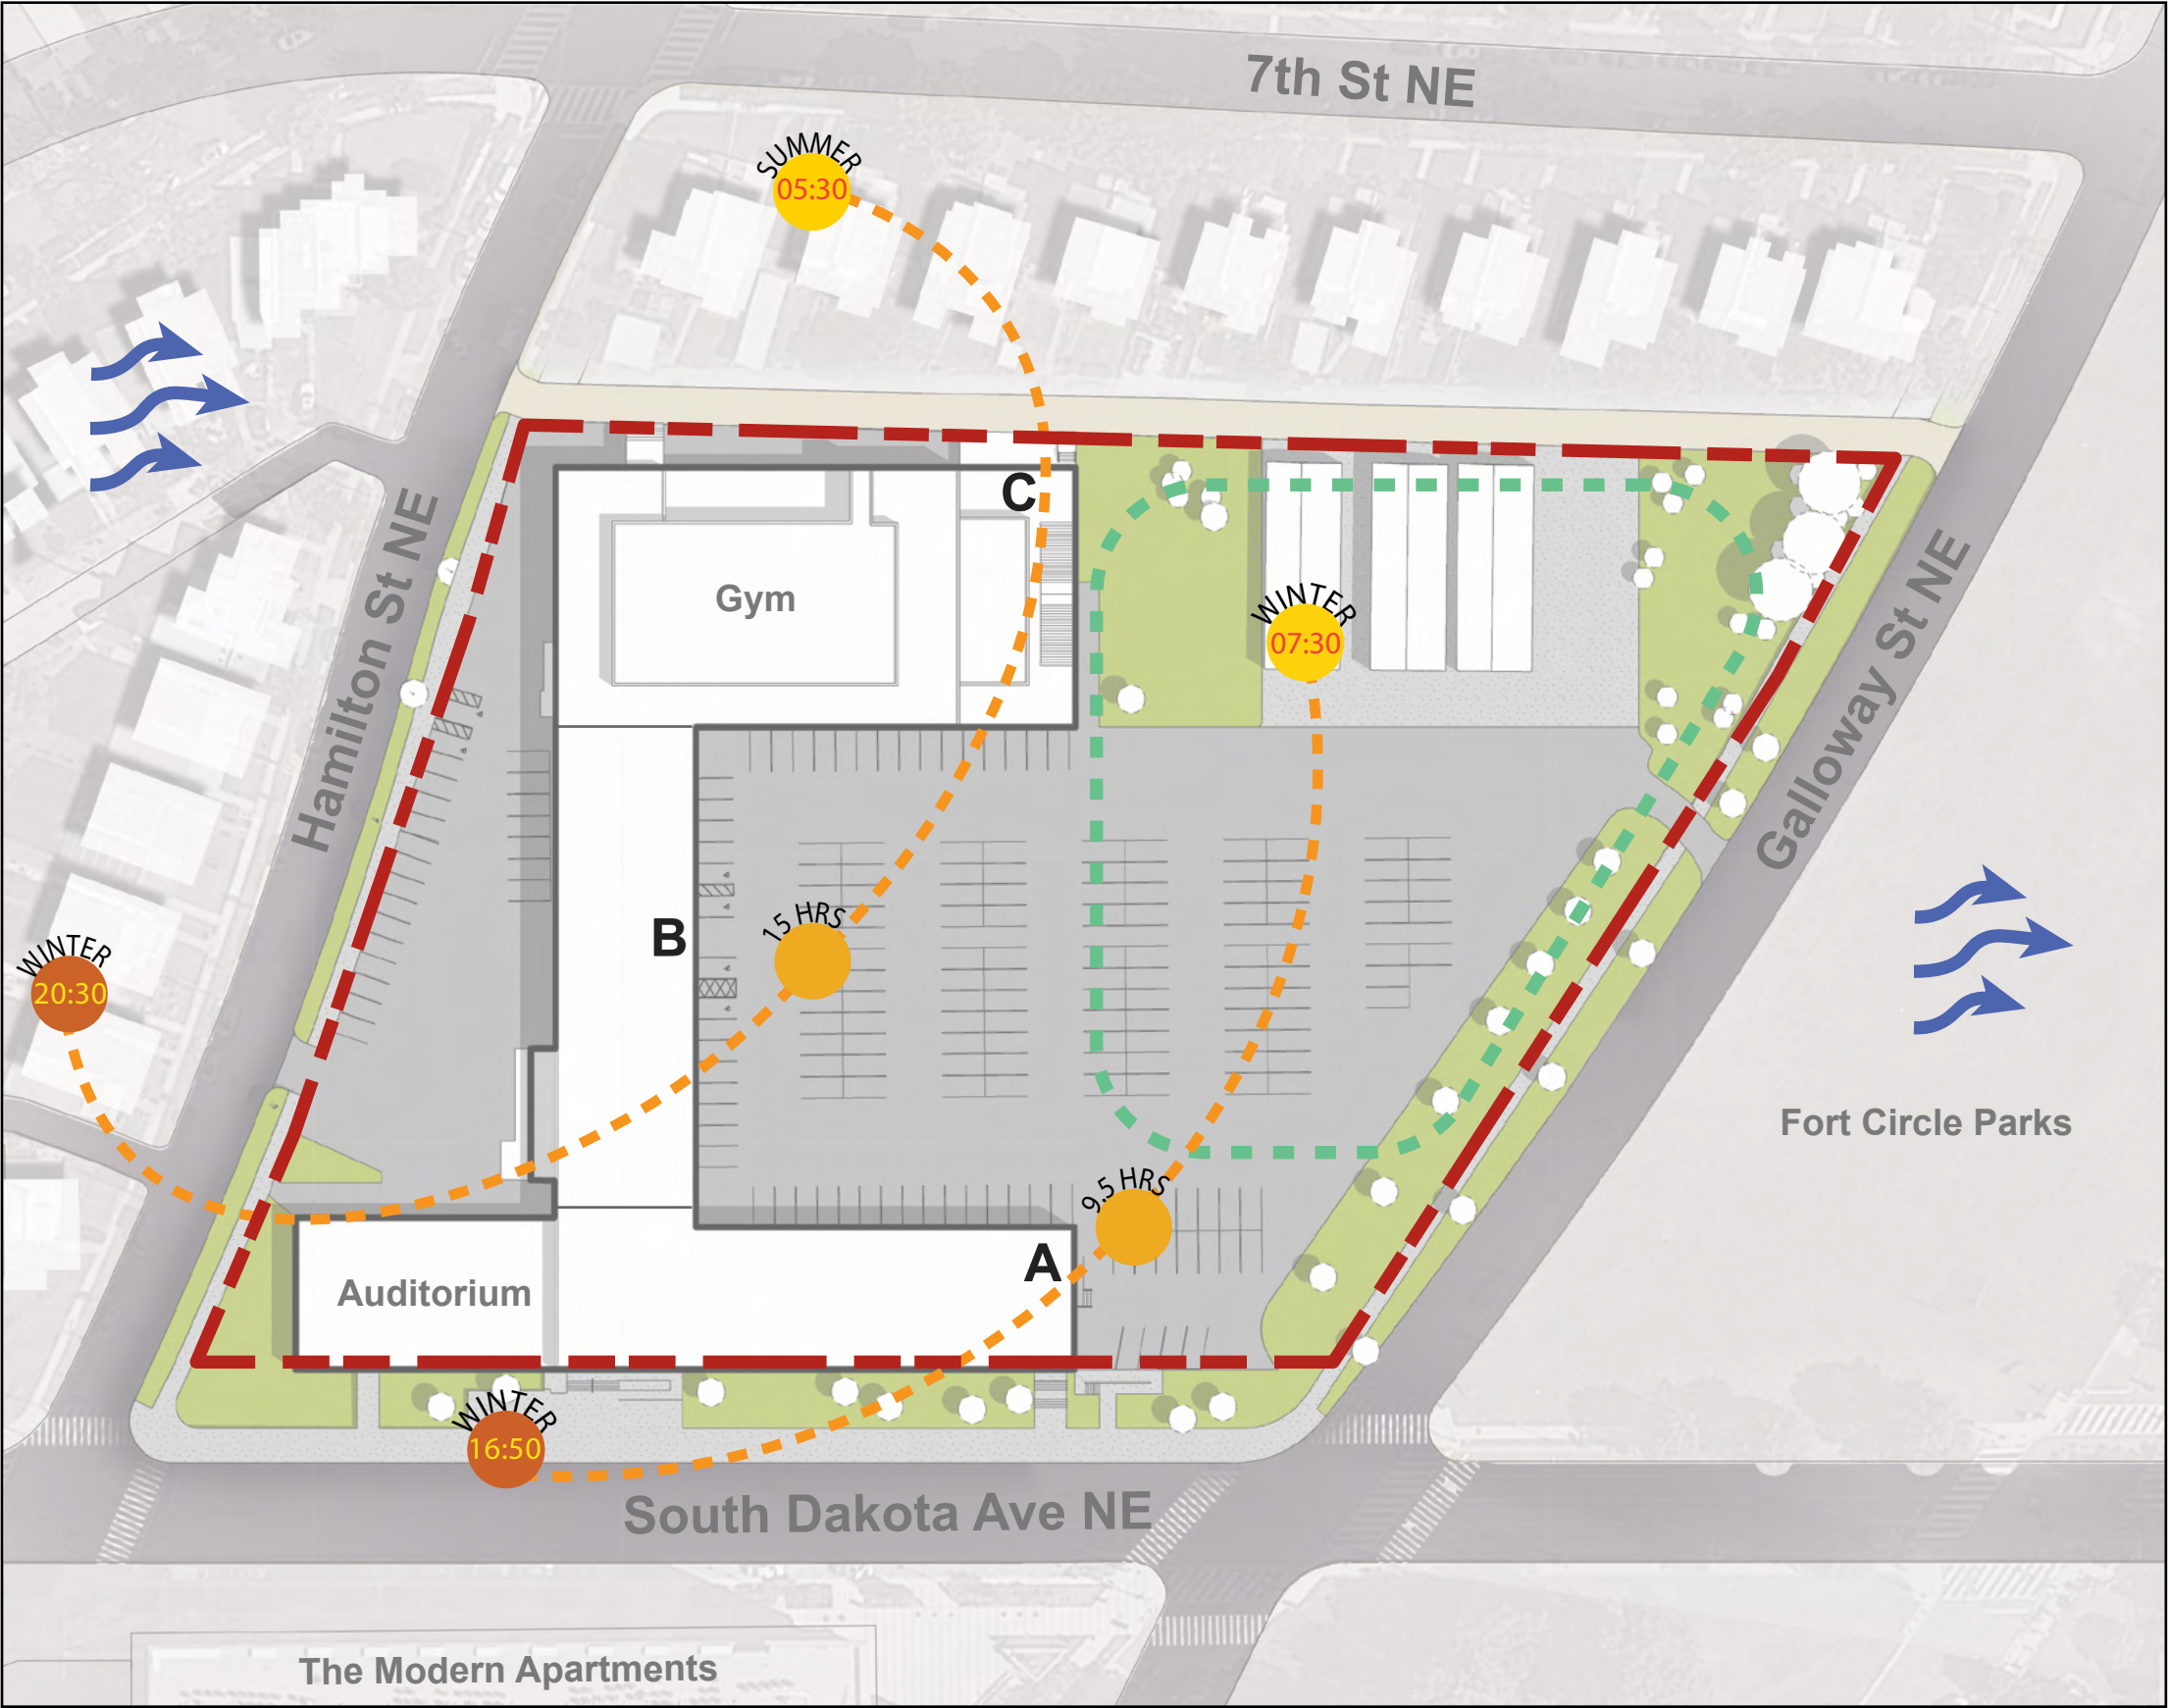 7th St NE
SUMMER
05:30
C
Hamilton St NE
Gym
WINTER
07:30
Galloway St NE
B
15 HRS
WINTER
20:30
Fort Circle Parks
9.5 HRS
A
Auditorium
WINTER
16:50
South Dakota Ave NE
The Modern Apartments